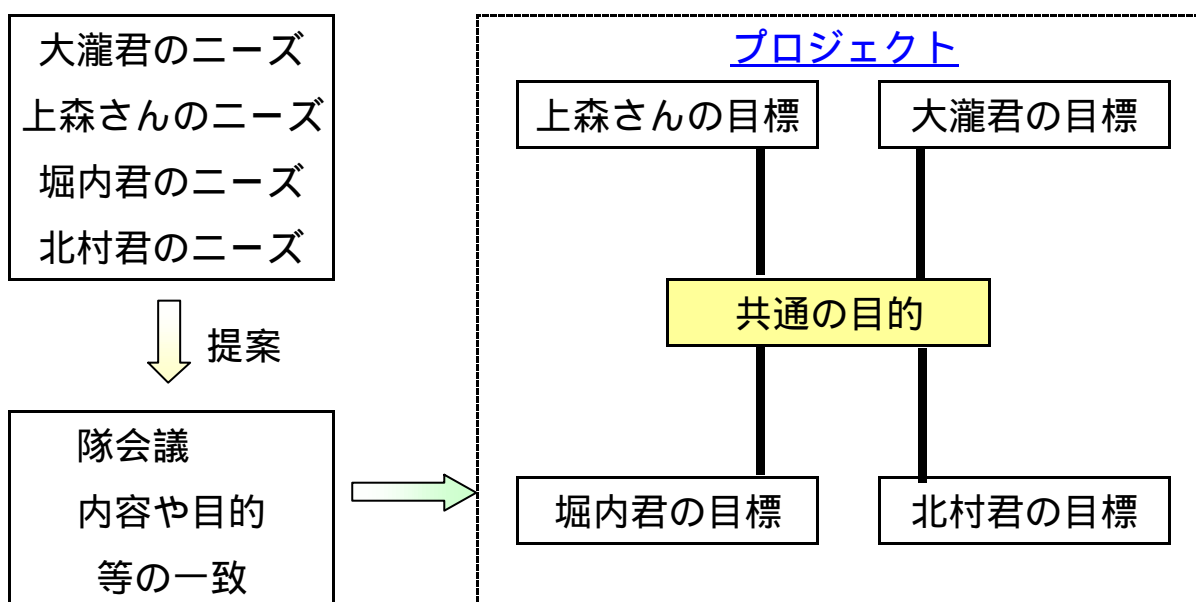 大瀧君のニーズ
上森さんのニーズ
堀内君のニーズ
北村君のニーズ
提案
隊会議
内容や目的
等の一致
プロジェクト
上森さんの目標
大瀧君の目標
共通の目的
堀内君の目標
北村君の目標